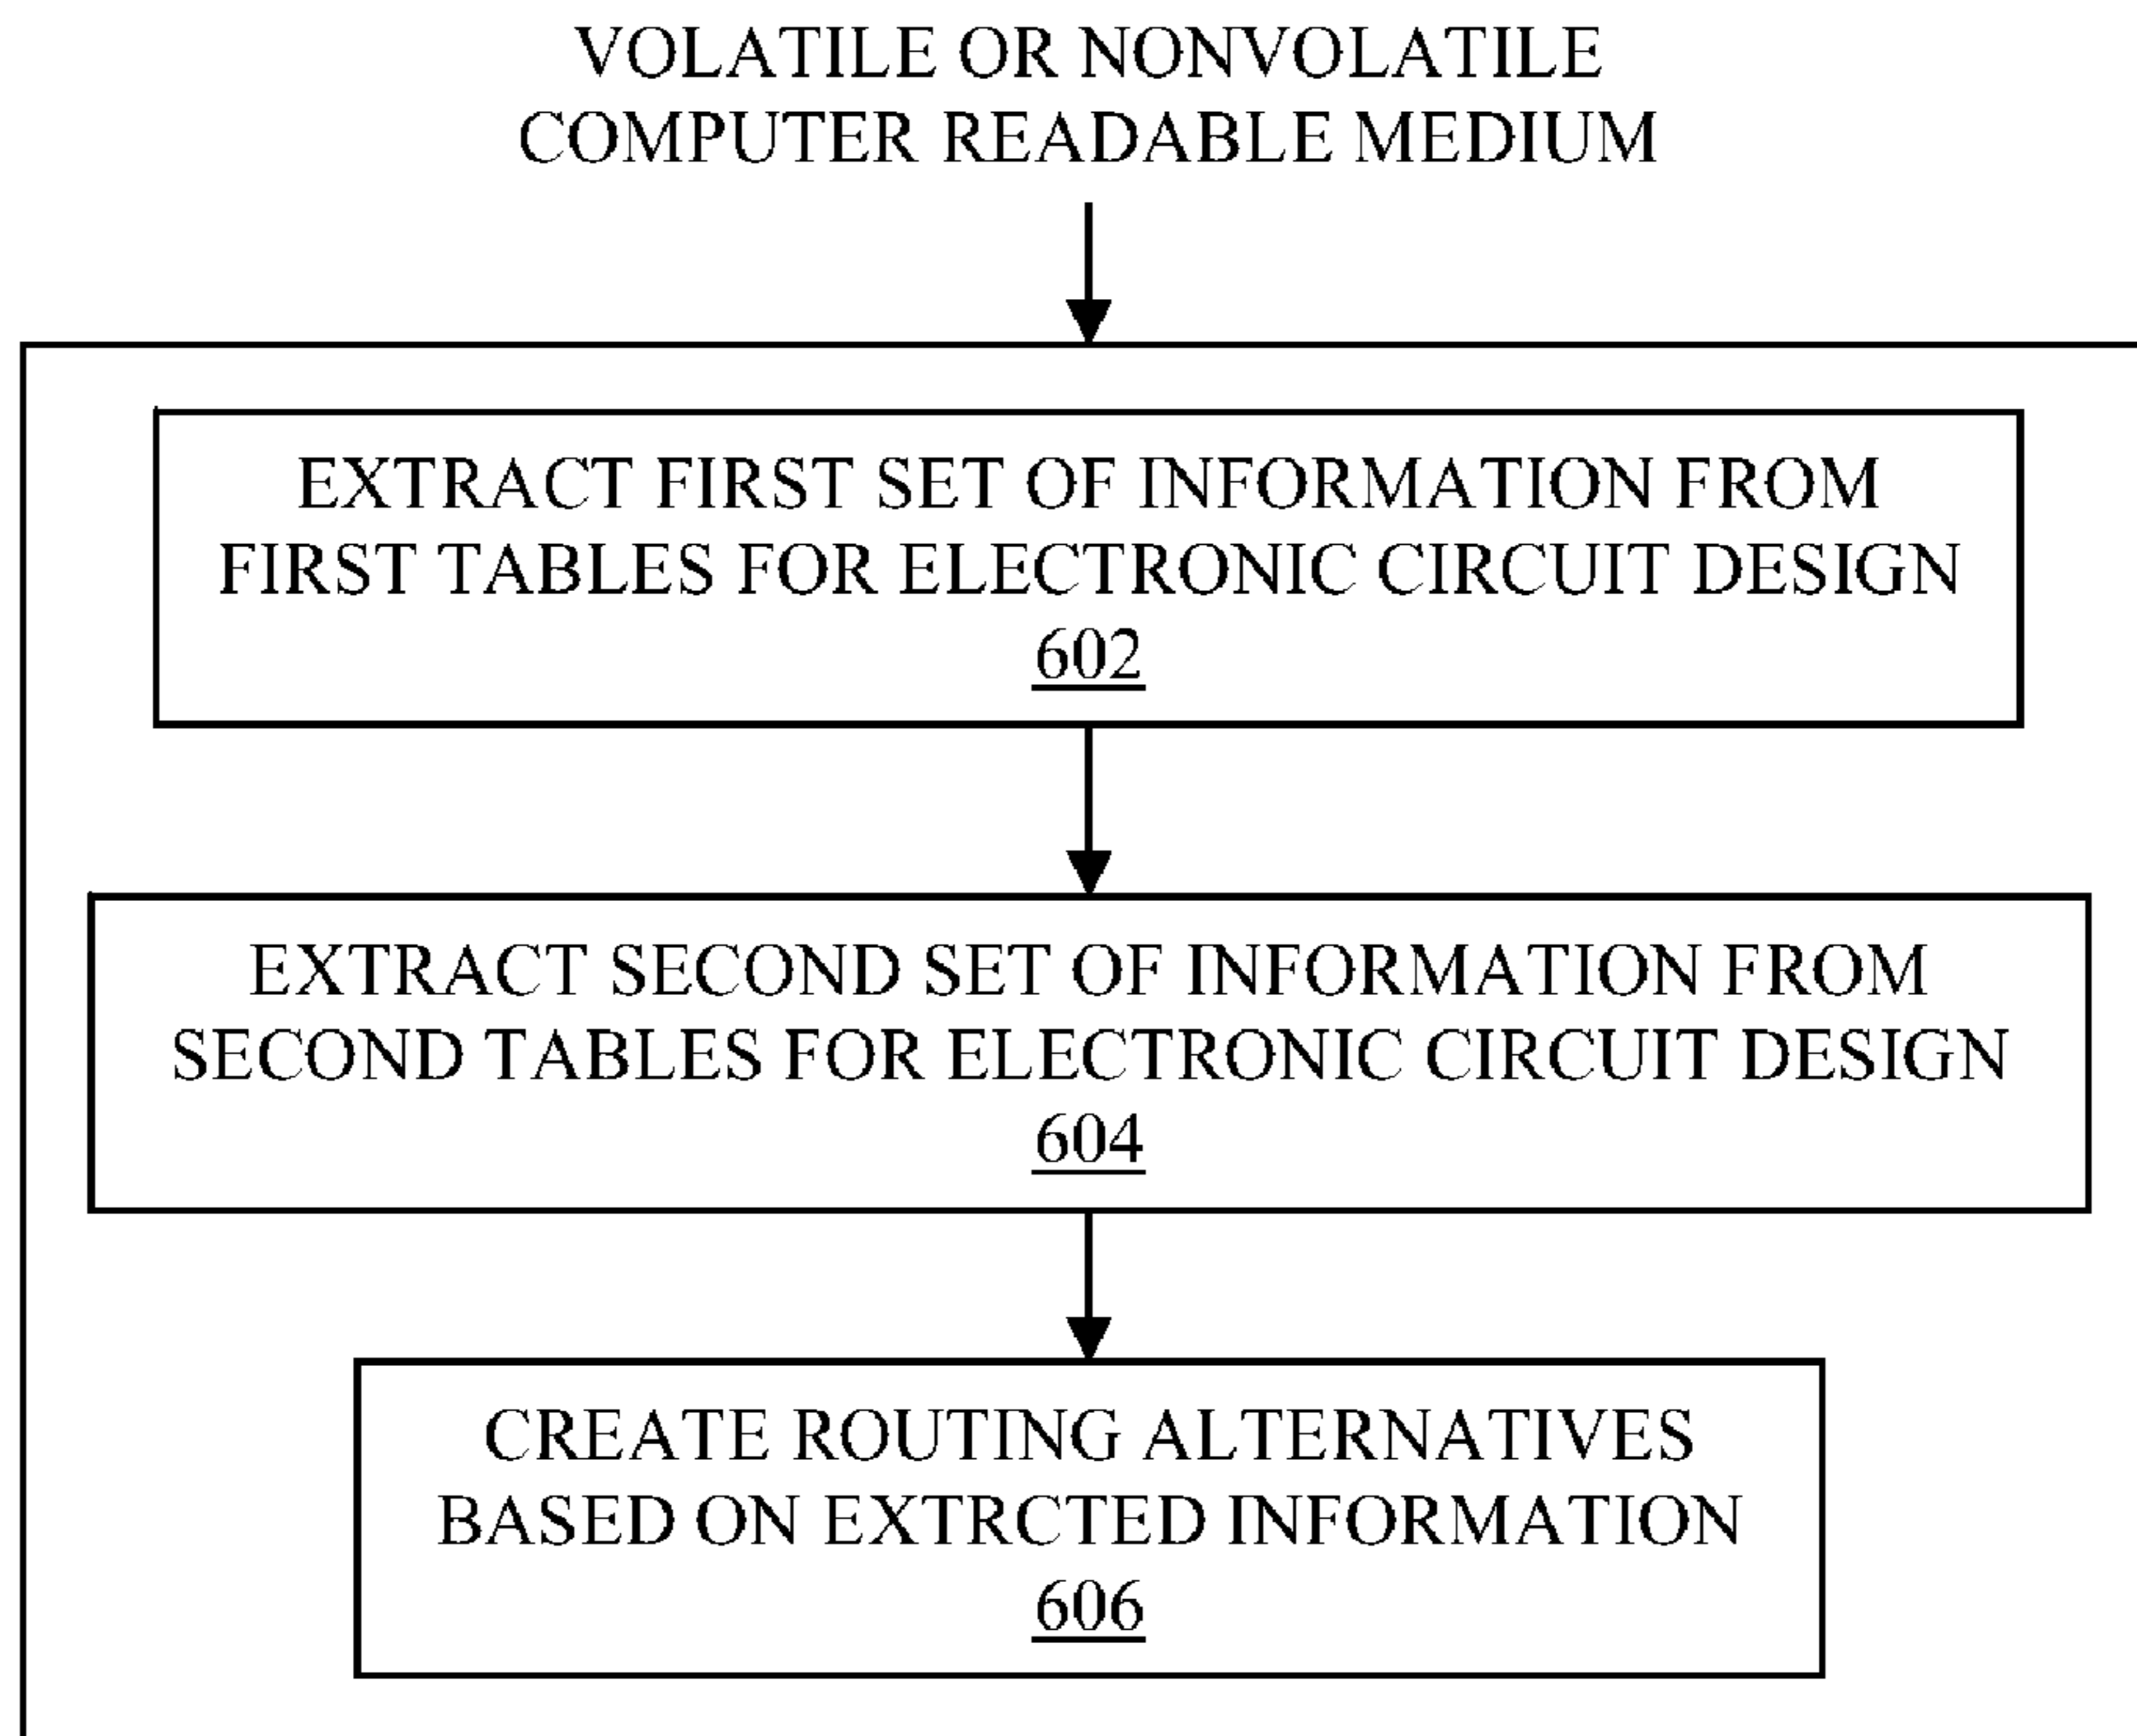 VOLATILE OR NONVOLATILE
COMPUTER READABLE MEDIUM
EXTRACT FIRST SET OF INFORMATION FROM
FIRST TABLES FOR ELECTRONIC CIRCUIT DESIGN
602
EXTRACT SECOND SET OF INFORMATION FROM
SECOND TABLES FOR ELECTRONIC CIRCUIT DESIGN
604
CREATE ROUTING ALTERNATIVES
BASED ON EXTRCTED INFORMATION
606